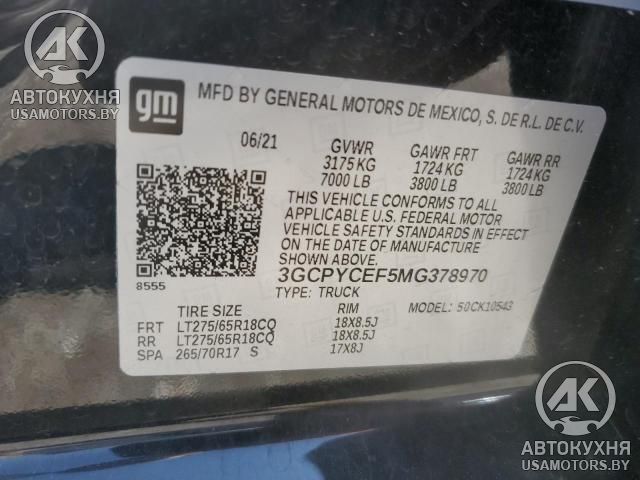 AK
АВТОКУХНЯ
USAMOTORS.BY
gm
MFD BY GENERAL MOTORS DE MEXICO, S. DE R.L. DE C.V.
06/21 GVWR GAWR FRT GAWR RR
3175 KG 1724 KG 1724 KG
7000 LB 3800 LB 3800 LB
THIS VEHICLE CONFORMS TO ALL
APPLICABLE U.S. FEDERAL MOTOR
VEHICLE SAFETY STANDARDS IN EFFECT
ON THE DATE OF MANUFACTURE
SHOWN ABOVE.
8555
3GCPYCEF5MG378970
TYPE: TRUCK MODEL: 50CK10543
TIRE SIZE RIM
FRT LT275/65R18CQ 18X8.5J
RR LT275/65R18CQ 18X8.5J
SPA 265/70R17 S 17X8J
AK
АВТОКУХНЯ
USAMOTORS.BY